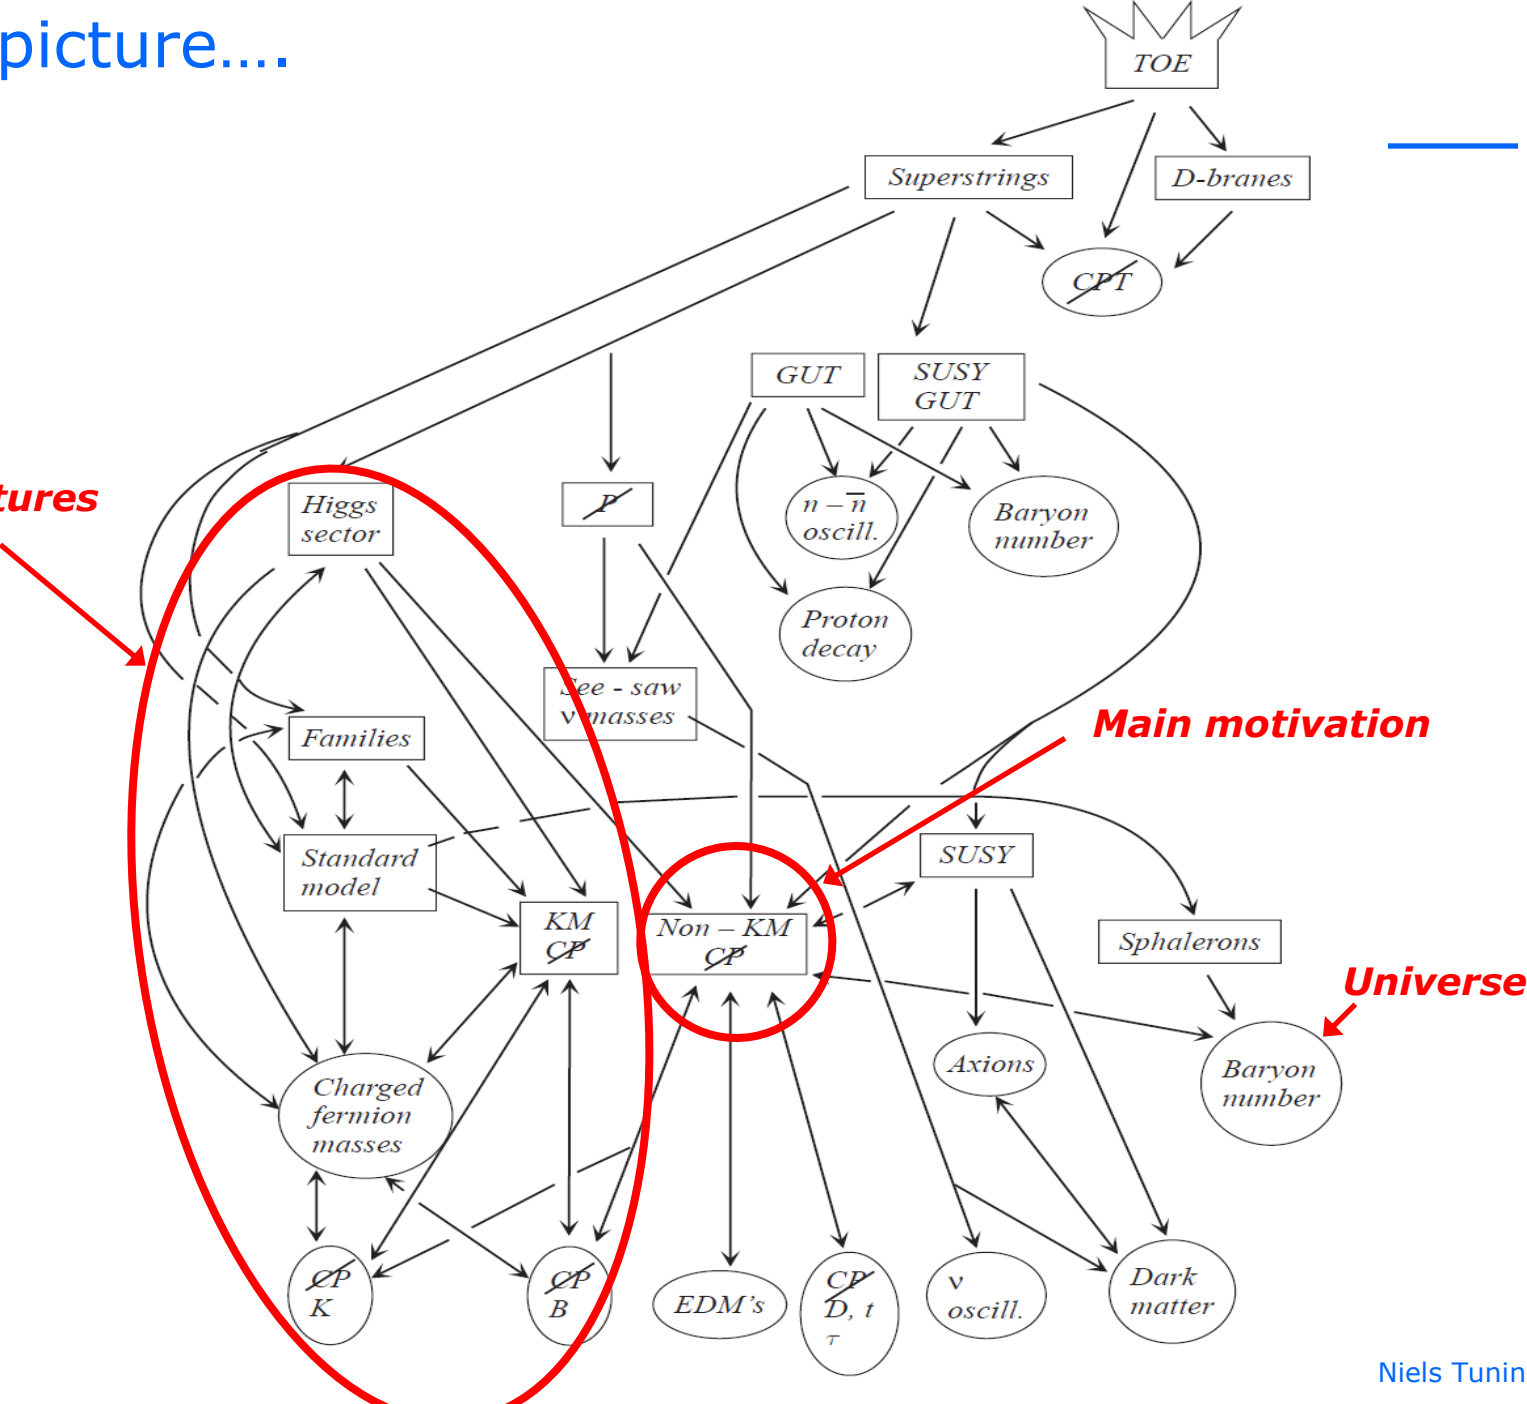 picture….
TOE
Superstrings
D-branes
CPT
GUT
SUSY
GUT
tures
Higgs
sector
P
n – n̅
oscill.
Baryon
number
Proton
decay
See - saw
ν masses
Main motivation
Families
Standard
model
SUSY
KM
CP
Non – KM
CP
Sphalerons
Universe
Axions
Baryon
number
Charged
fermion
masses
CP
K
CP
B
EDM’s
CP
D, t
τ
ν
oscill.
Dark
matter
Niels Tunin